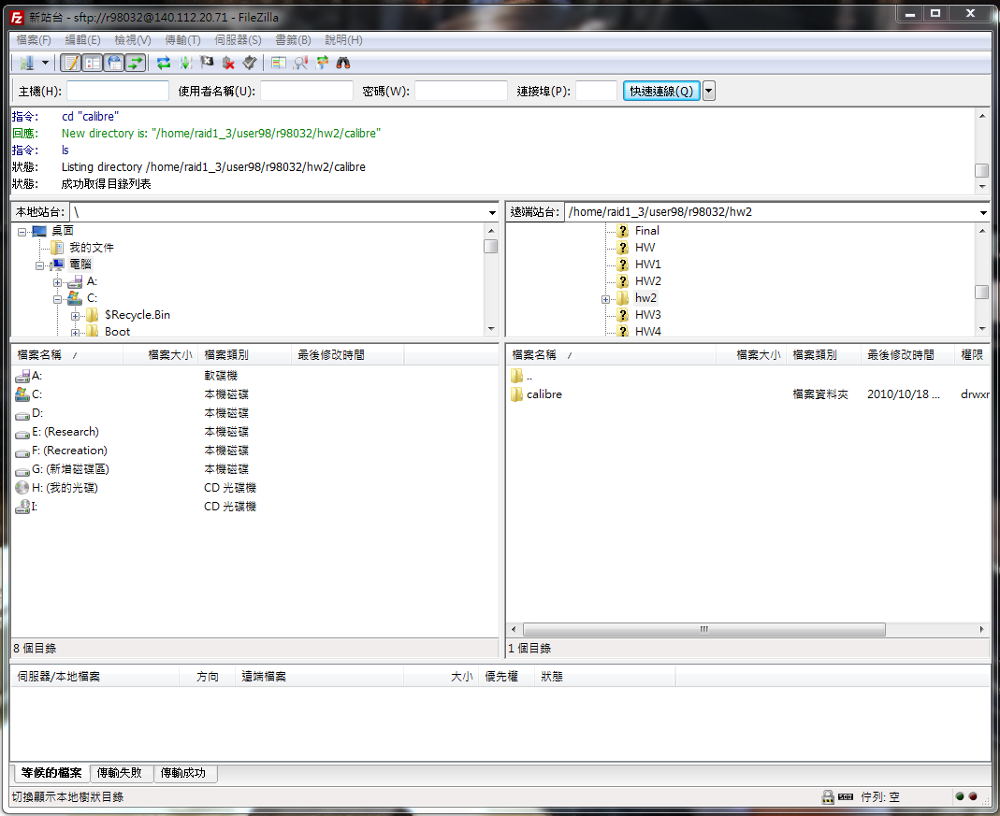 新站台 - sftp://r98032@140.112.20.71 - FileZilla
檔案(F) 編輯(E) 檢視(V) 傳輸(T) 伺服器(S) 書籤(B) 說明(H)
主機(H): 使用者名稱(U): 密碼(W): 連接埠(P): 快速連線(Q)
指令: cd "calibre"
回應: New directory is: "/home/raid1_3/user98/r98032/hw2/calibre"
指令: ls
狀態: Listing directory /home/raid1_3/user98/r98032/hw2/calibre
狀態: 成功取得目錄列表
本地站台: \
桌面
我的文件
電腦
A:
C:
$Recycle.Bin
Boot
遠端站台: /home/raid1_3/user98/r98032/hw2
Final
HW
HW1
HW2
hw2
HW3
HW4
檔案名稱 / 檔案大小 檔案類別 最後修改時間
A: 軟碟機
C: 本機磁碟
D: 本機磁碟
E: (Research) 本機磁碟
F: (Recreation) 本機磁碟
G: (新增磁碟區) 本機磁碟
H: (我的光碟) CD 光碟機
I: CD 光碟機
8 個目錄
檔案名稱 / 檔案大小 檔案類別 最後修改時間 權限
..
calibre 檔案資料夾 2010/10/18 ... drwxr
1 個目錄
伺服器/本地檔案 方向 遠端檔案 大小 優先權 狀態
等候的檔案 傳輸失敗 傳輸成功
切換顯示本地樹狀目錄 佇列: 空